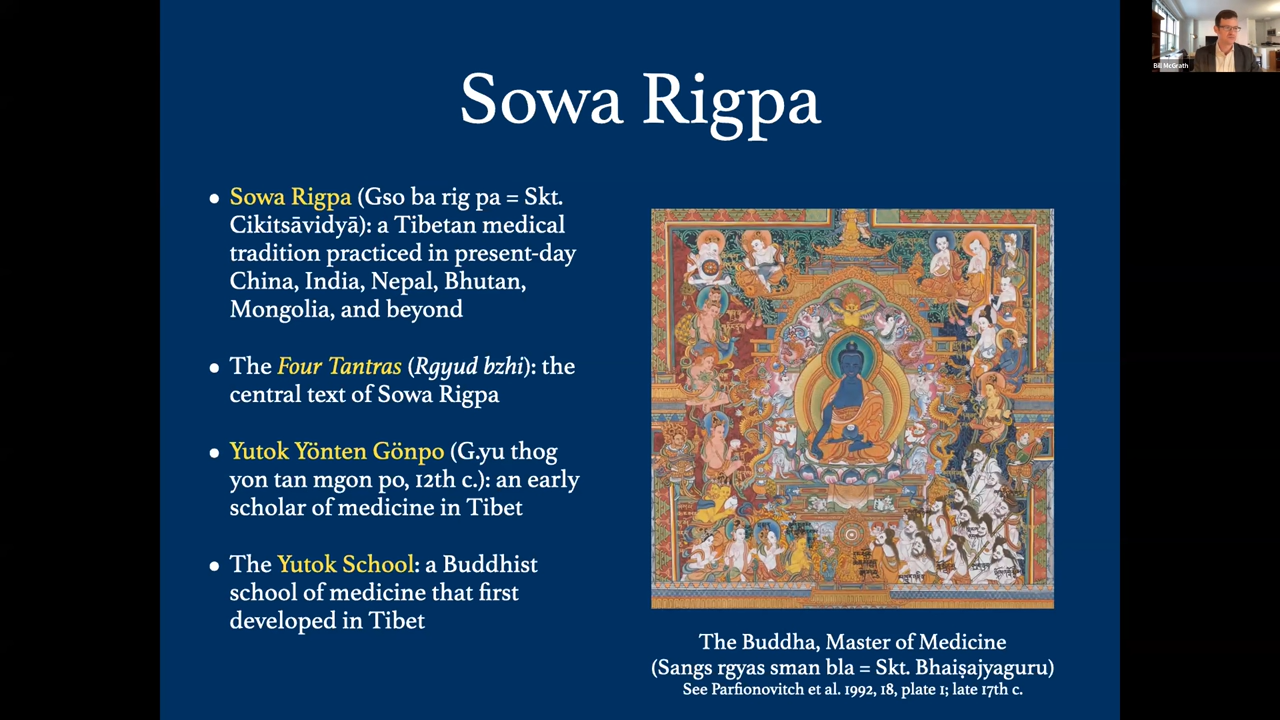 Sowa Rigpa
• Sowa Rigpa (Gso ba rig pa = Skt.
Cikitsāvidyā): a Tibetan medical
tradition practiced in present-day
China, India, Nepal, Bhutan,
Mongolia, and beyond
• The Four Tantras (Rgyud bzhi): the
central text of Sowa Rigpa
• Yutok Yönten Gönpo (G.yu thog
yon tan mgon po, 12th c.): an early
scholar of medicine in Tibet
• The Yutok School: a Buddhist
school of medicine that first
developed in Tibet
The Buddha, Master of Medicine
(Sangs rgyas sman bla = Skt. Bhaiṣajyaguru)
See Parfionovitch et al. 1992, 18, plate 1; late 17th c.
Bill McGrath